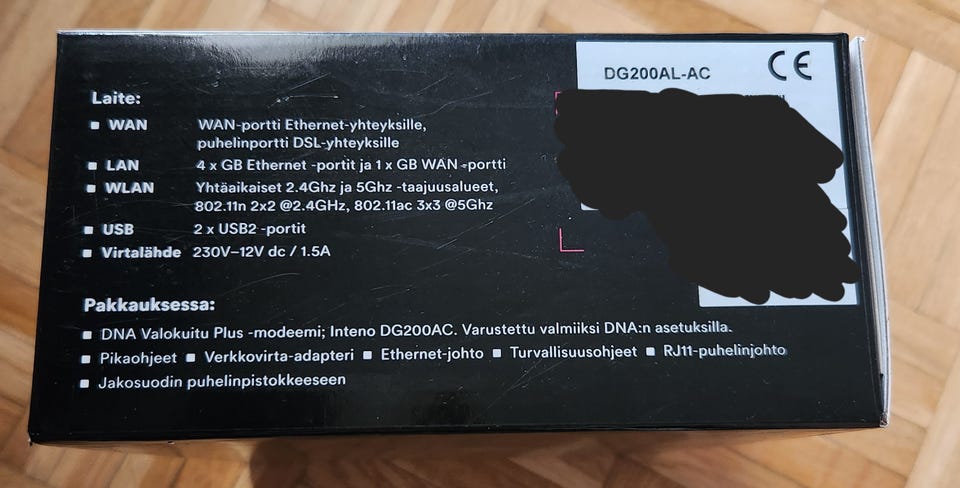 DG200AL-AC CE
Laite:
WAN WAN-portti Ethernet-yhteyksille,
puhelinportti DSL-yhteyksille
LAN 4 x GB Ethernet -portit ja 1 x GB WAN -portti
WLAN Yhtäaikaiset 2.4Ghz ja 5Ghz -taajuusalueet,
802.11n 2x2 @2.4GHz, 802.11ac 3x3 @5Ghz
USB 2 x USB2 -portit
Virtalähde 230V–12V dc / 1.5A
Pakkauksessa:
DNA Valokuitu Plus -modeemi; Inteno DG200AC. Varustettu valmiiksi DNA:n asetuksilla.
Pikaohjeet ▪ Verkkovirta-adapteri ▪ Ethernet-johto ▪ Turvallisuusohjeet ▪ RJ11-puhelinjohto
Jakosuodin puhelinpistokkeeseen